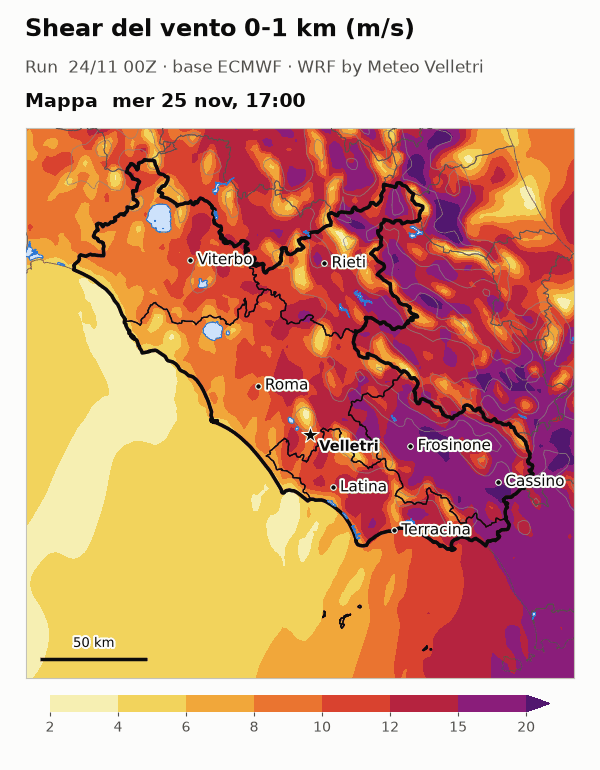 Shear del vento 0-1 km (m/s)
Run  24/11 00Z · base ECMWF · WRF by Meteo Velletri
Mappa  mer 25 nov, 17:00
Viterbo
Rieti
Roma
Velletri
Frosinone
Cassino
Latina
Terracina
50 km
2 4 6 8 10 12 15 20